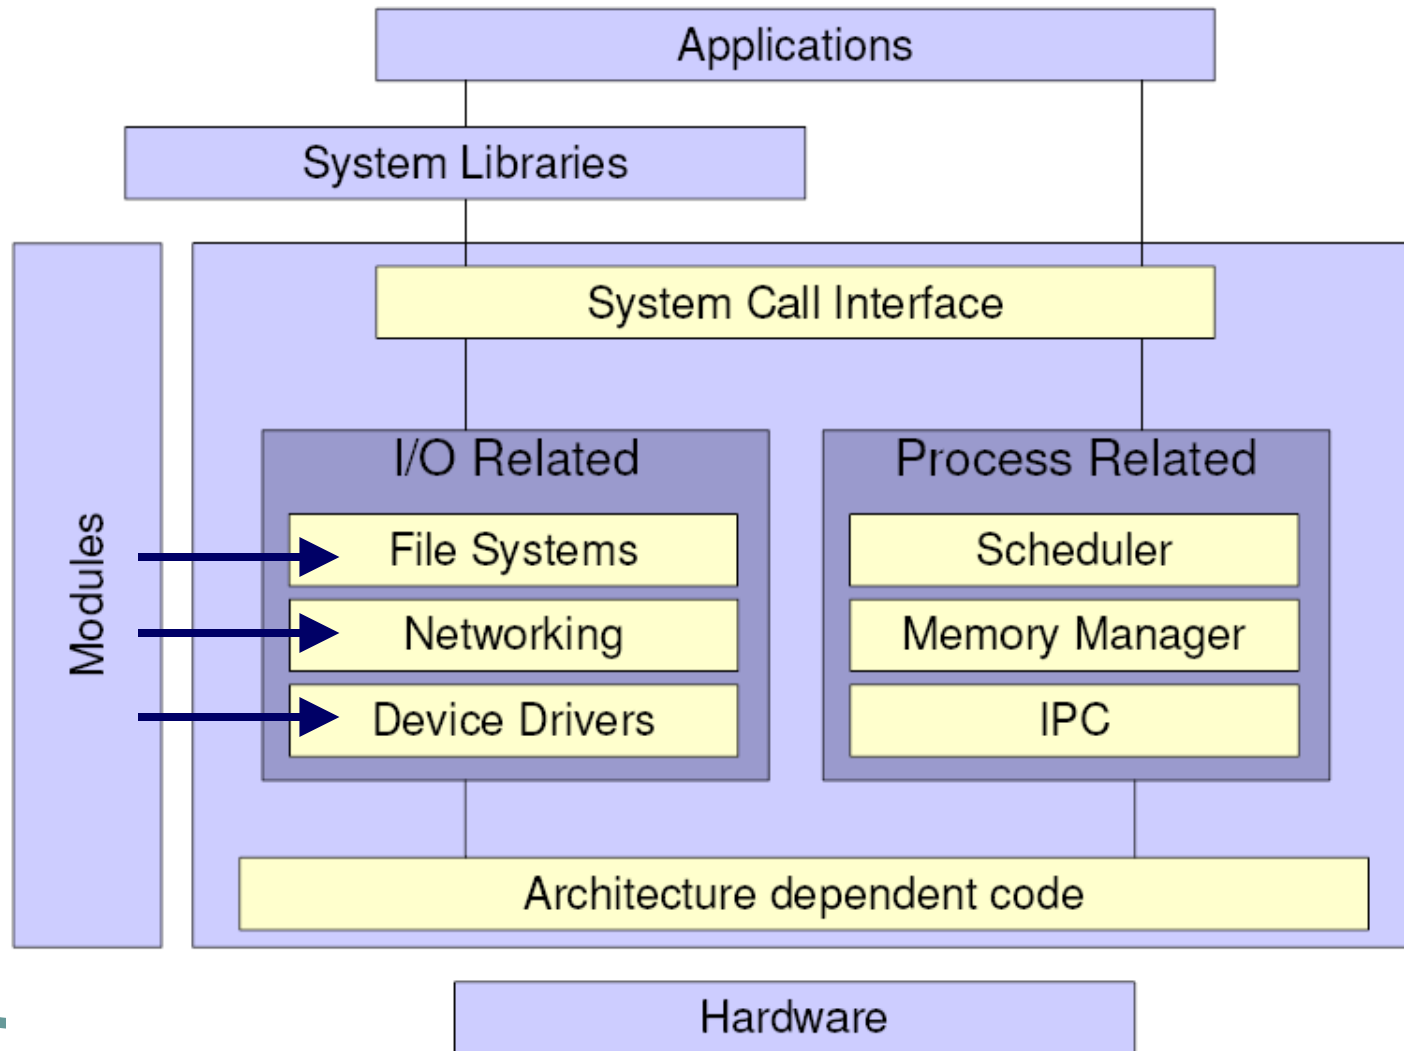 Applications
System Libraries
System Call Interface
Modules
I/O Related
File Systems
Networking
Device Drivers
Process Related
Scheduler
Memory Manager
IPC
Architecture dependent code
Hardware